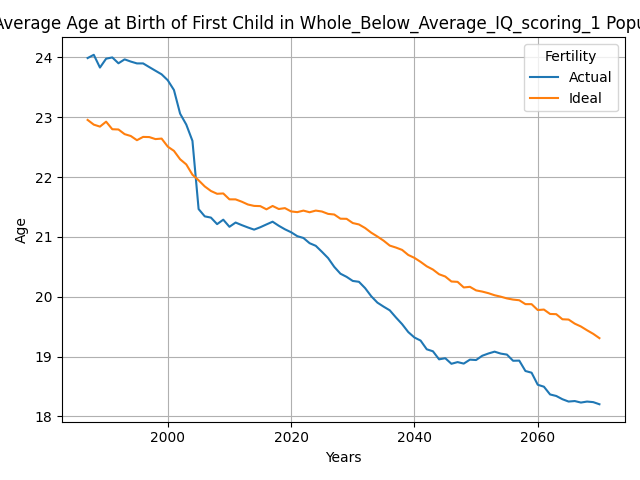 Average Age at Birth of First Child in Whole_Below_Average_IQ_scoring_1
Fertility
Actual
Ideal
24
23
22
21
20
19
18
Age
2000 2020 2040 2060
Years